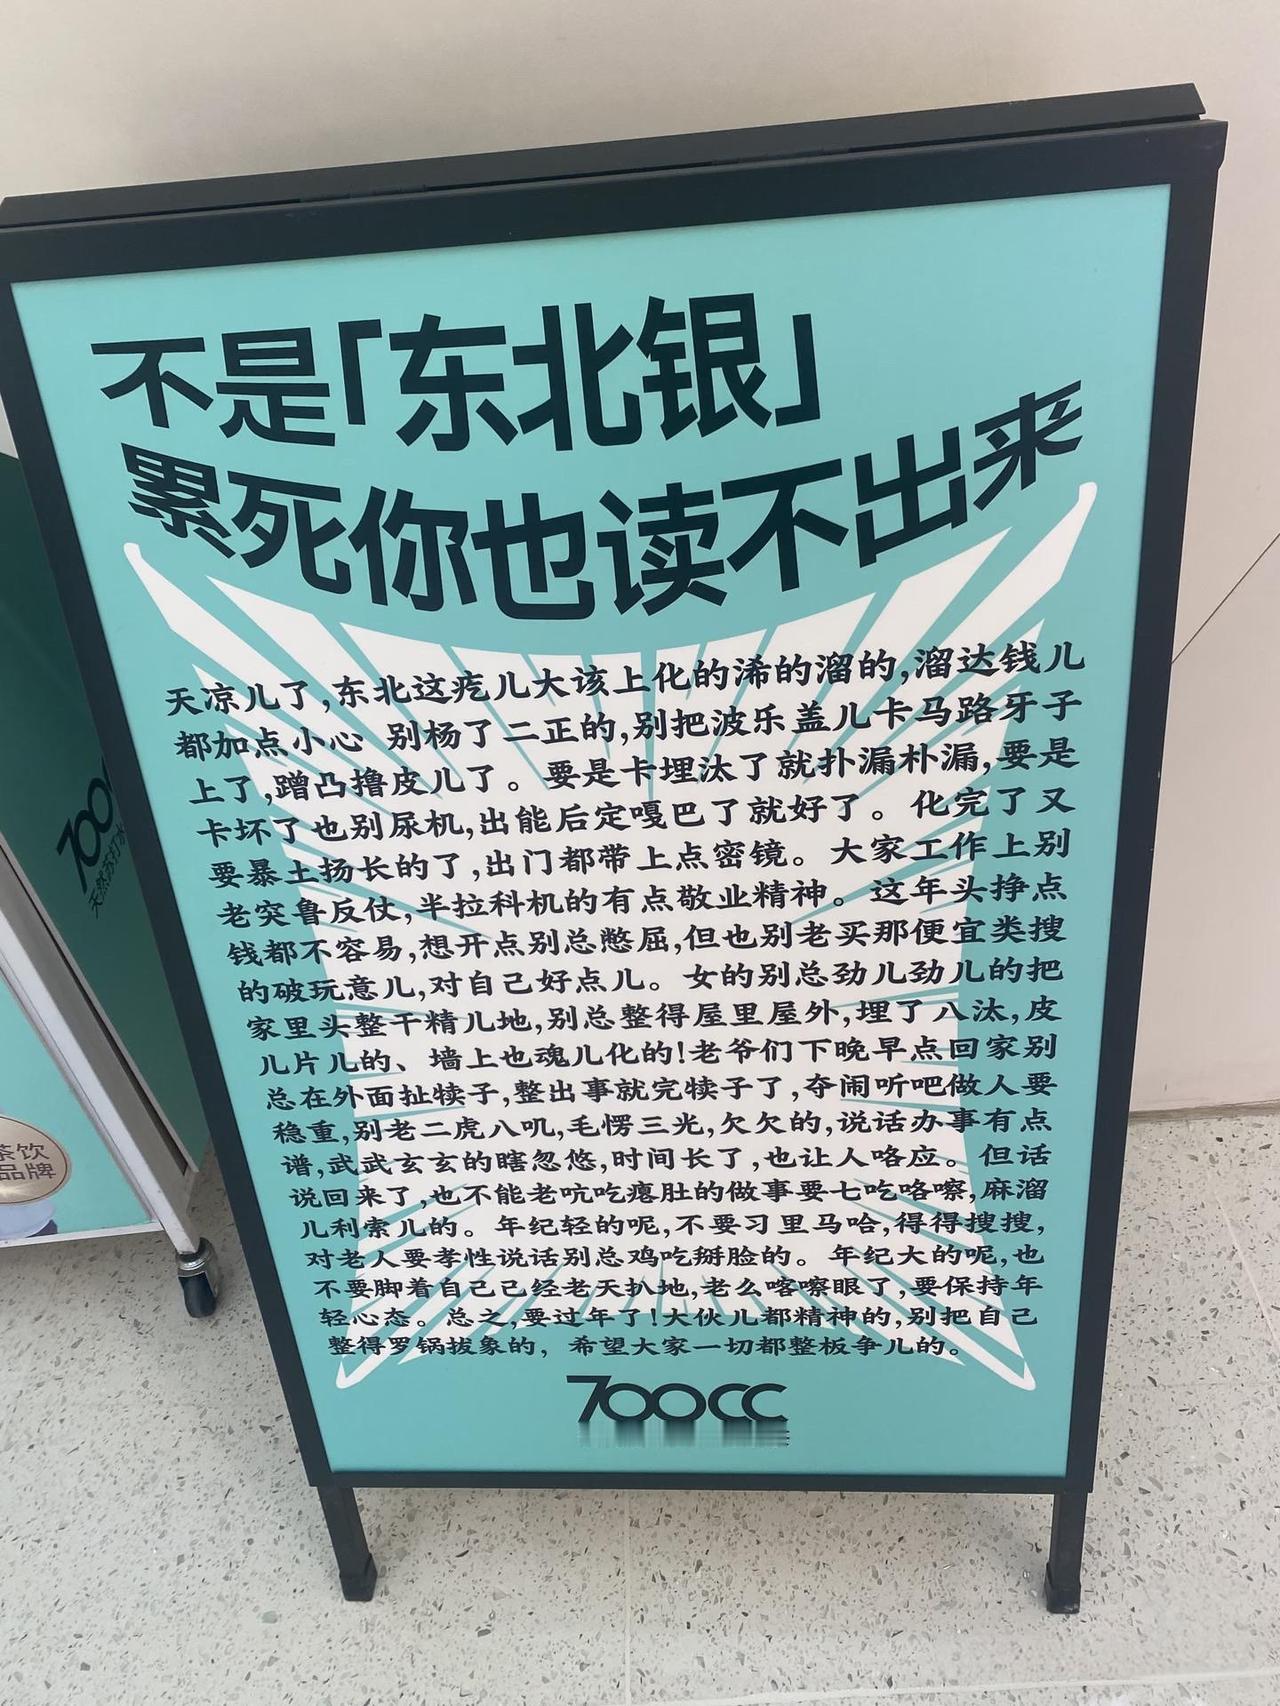 不是「东北银」
累死你也读不出来
天凉儿了,东北这疙儿大该上化的浠的溜的,溜达钱儿
都加点小心 别杨了二正的,别把波乐盖儿卡马路牙子
上了,蹭凸撸皮儿了。要是卡埋汰了就扑漏朴漏,要是
卡坏了也别尿机,出能后定嘎巴了就好了。化完了又
要暴土扬长的了,出门都带上点密镜。大家工作上别
老突鲁反仗,半拉科机的有点敬业精神。这年头挣点
钱都不容易,想开点别总憋屈,但也别老买那便宜类搜
的破玩意儿,对自己好点儿。女的别总劲儿劲儿的把
家里头整干精儿地,别总整得屋里屋外,埋了八汰,皮
儿片儿的、墙上也魂儿化的!老爷们下晚早点回家别
总在外面扯犊子,整出事就完犊子了,夯闹听吧做人要
稳重,别老二虎八叽,毛愣三光,欠欠的,说话办事有点
谱,武武玄玄的瞎忽悠,时间长了,也让人咯应。但话
说回来了,也不能老吭吃瘪肚的做事要七吃咯嚓,麻溜
儿利索儿的。年纪轻的呢,不要习里马哈,得得搜搜,
对老人要孝性说话别总鸡吃掰脸的。年纪大的呢,也
不要脚着自己己经老天扒地,老么喀嚓眼了,要保持年
轻心态。总之,要过年了!大伙儿都精神的,别把自己
整得罗锅拔象的，希望大家一切都整板争儿的。
700CC
700
天然苏打水
茶饮
品牌